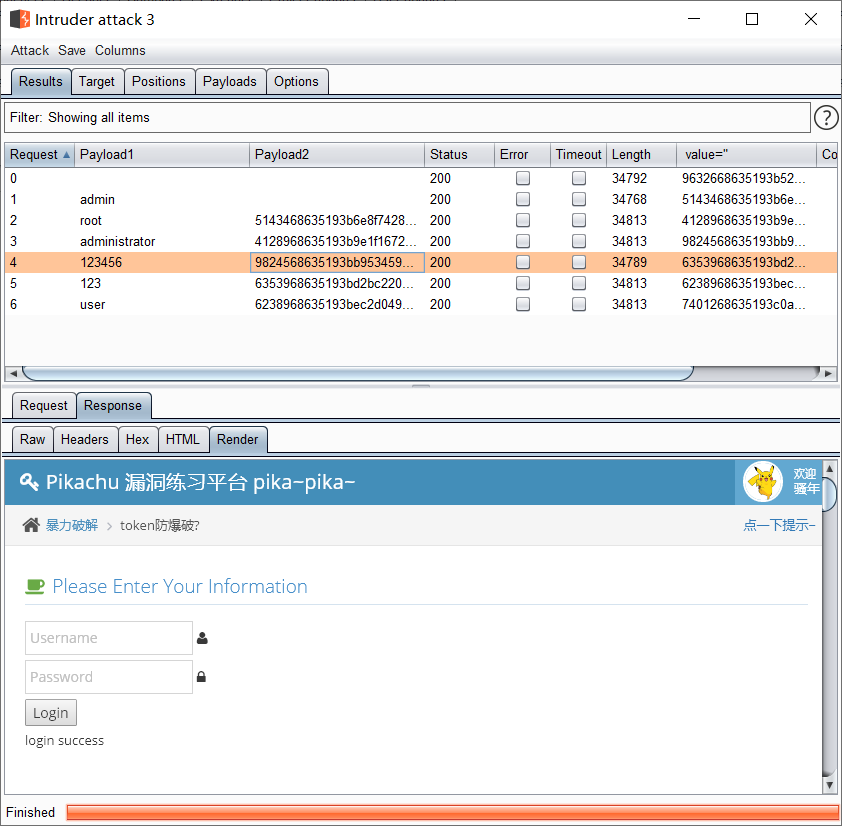 Intruder attack 3
Attack Save Columns
Results Target Positions Payloads Options
Filter: Showing all items ?
Request Payload1 Payload2 Status Error Timeout Length value=" Co
0 200 34792 9632668635193b52...
1 admin 200 34768 5143468635193b6e...
2 root 5143468635193b6e8f7428... 200 34813 4128968635193b9e...
3 administrator 4128968635193b9e1f1672... 200 34813 9824568635193bb9...
4 123456 9824568635193bb953459... 200 34789 6353968635193bd2...
5 123 6353968635193bd2bc220... 200 34813 6238968635193bec...
6 user 6238968635193bec2d049... 200 34813 7401268635193c0a...
Request Response
Raw Headers Hex HTML Render
Pikachu 漏洞练习平台 pika~pika~
欢迎
骚年
暴力破解 > token防爆破?
点一下提示~
Please Enter Your Information
Username
Password
Login
login success
Finished